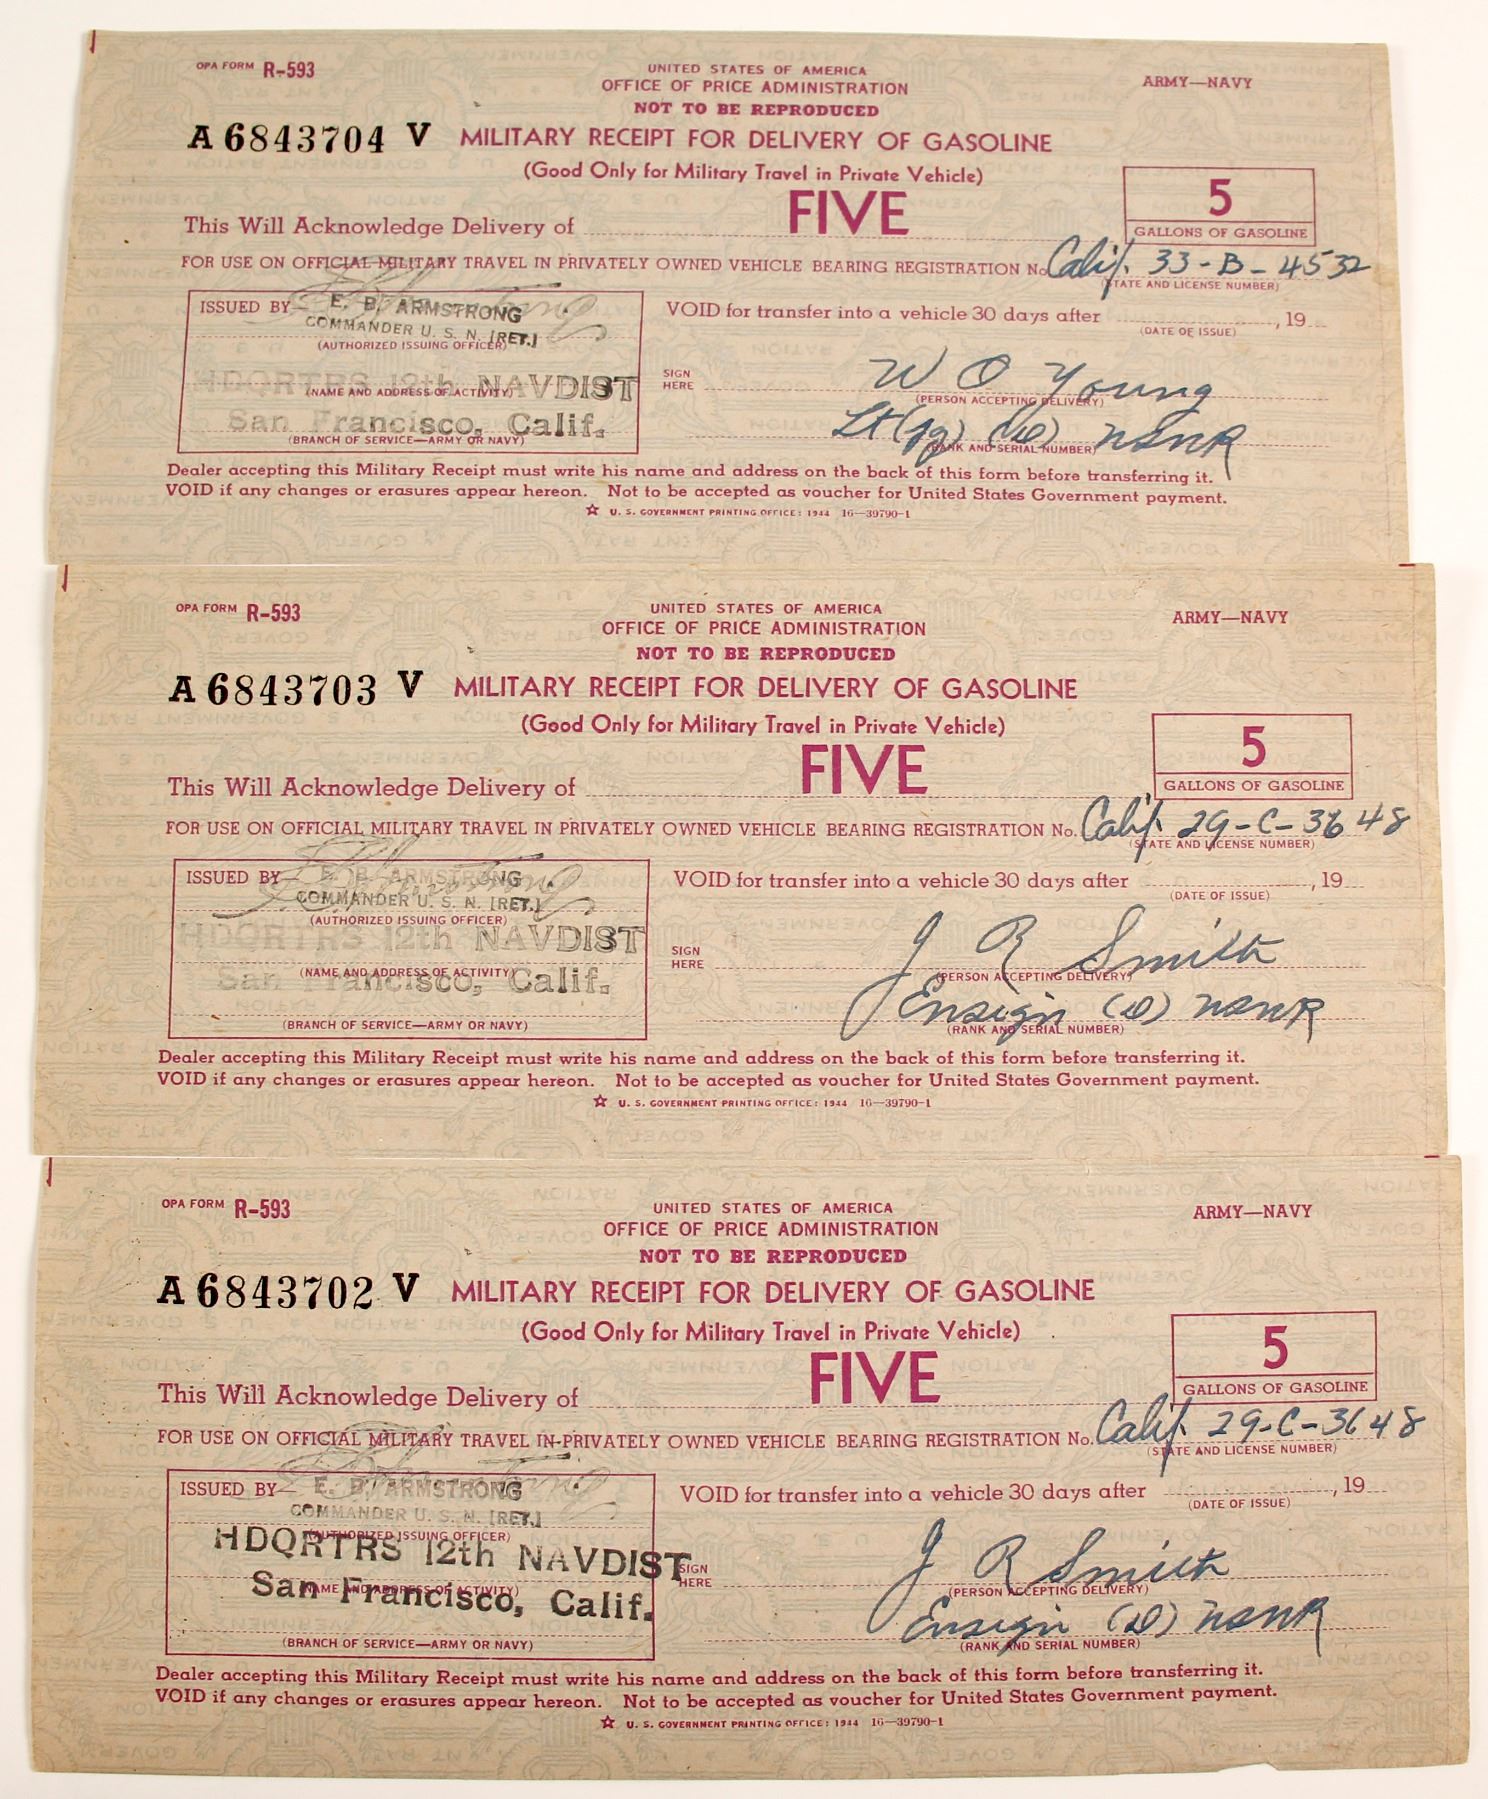 OPA FORM R-593
UNITED STATES OF AMERICA
OFFICE OF PRICE ADMINISTRATION
ARMY—NAVY
NOT TO BE REPRODUCED
A 6843704 V MILITARY RECEIPT FOR DELIVERY OF GASOLINE
(Good Only for Military Travel in Private Vehicle)
This Will Acknowledge Delivery of FIVE
5
GALLONS OF GASOLINE
FOR USE ON OFFICIAL MILITARY TRAVEL IN PRIVATELY OWNED VEHICLE BEARING REGISTRATION No. Calif. 33-B-4532
(STATE AND LICENSE NUMBER)
ISSUED BY E. B. ARMSTRONG
COMMANDER U. S. N. [RET.]
(AUTHORIZED ISSUING OFFICER)
HDQRTRS 12th NAVDIST
(NAME AND ADDRESS OF ACTIVITY)
San Francisco, Calif.
(BRANCH OF SERVICE—ARMY OR NAVY)
VOID for transfer into a vehicle 30 days after , 19
(DATE OF ISSUE)
SIGN HERE W O Young
(PERSON ACCEPTING DELIVERY)
Lt(jg) (D) USNR
(RANK AND SERIAL NUMBER)
Dealer accepting this Military Receipt must write his name and address on the back of this form before transferring it.
VOID if any changes or erasures appear hereon. Not to be accepted as voucher for United States Government payment.
☆ U. S. GOVERNMENT PRINTING OFFICE: 1944 16—39790-1
OPA FORM R-593
UNITED STATES OF AMERICA
OFFICE OF PRICE ADMINISTRATION
ARMY—NAVY
NOT TO BE REPRODUCED
A 6843703 V MILITARY RECEIPT FOR DELIVERY OF GASOLINE
(Good Only for Military Travel in Private Vehicle)
This Will Acknowledge Delivery of FIVE
5
GALLONS OF GASOLINE
FOR USE ON OFFICIAL MILITARY TRAVEL IN PRIVATELY OWNED VEHICLE BEARING REGISTRATION No. Calif. 29-C-3648
(STATE AND LICENSE NUMBER)
ISSUED BY E. B. ARMSTRONG
COMMANDER U. S. N. [RET.]
(AUTHORIZED ISSUING OFFICER)
HDQRTRS 12th NAVDIST
(NAME AND ADDRESS OF ACTIVITY)
San Francisco, Calif.
(BRANCH OF SERVICE—ARMY OR NAVY)
VOID for transfer into a vehicle 30 days after , 19
(DATE OF ISSUE)
SIGN HERE J R Smith
(PERSON ACCEPTING DELIVERY)
Ensign (D) USNR
(RANK AND SERIAL NUMBER)
Dealer accepting this Military Receipt must write his name and address on the back of this form before transferring it.
VOID if any changes or erasures appear hereon. Not to be accepted as voucher for United States Government payment.
☆ U. S. GOVERNMENT PRINTING OFFICE: 1944 16—39790-1
OPA FORM R-593
UNITED STATES OF AMERICA
OFFICE OF PRICE ADMINISTRATION
ARMY—NAVY
NOT TO BE REPRODUCED
A 6843702 V MILITARY RECEIPT FOR DELIVERY OF GASOLINE
(Good Only for Military Travel in Private Vehicle)
This Will Acknowledge Delivery of FIVE
5
GALLONS OF GASOLINE
FOR USE ON OFFICIAL MILITARY TRAVEL IN PRIVATELY OWNED VEHICLE BEARING REGISTRATION No. Calif. 29-C-3648
(STATE AND LICENSE NUMBER)
ISSUED BY E. B. ARMSTRONG
COMMANDER U. S. N. [RET.]
(AUTHORIZED ISSUING OFFICER)
HDQRTRS 12th NAVDIST
(NAME AND ADDRESS OF ACTIVITY)
San Francisco, Calif.
(BRANCH OF SERVICE—ARMY OR NAVY)
VOID for transfer into a vehicle 30 days after , 19
(DATE OF ISSUE)
SIGN HERE J R Smith
(PERSON ACCEPTING DELIVERY)
Ensign (D) USNR
(RANK AND SERIAL NUMBER)
Dealer accepting this Military Receipt must write his name and address on the back of this form before transferring it.
VOID if any changes or erasures appear hereon. Not to be accepted as voucher for United States Government payment.
☆ U. S. GOVERNMENT PRINTING OFFICE: 1944 16—39790-1